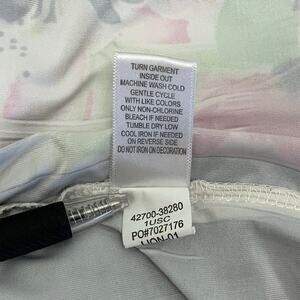 TURN GARMENT
INSIDE OUT
MACHINE WASH COLD
GENTLE CYCLE
WITH LIKE COLORS
ONLY NON-CHLORINE
BLEACH IF NEEDED
TUMBLE DRY LOW
COOL IRON IF NEEDED
ON REVERSE SIDE
DO NOT IRON ON DECORATION
42700-38280
1USC
PO#7027176
LION-01